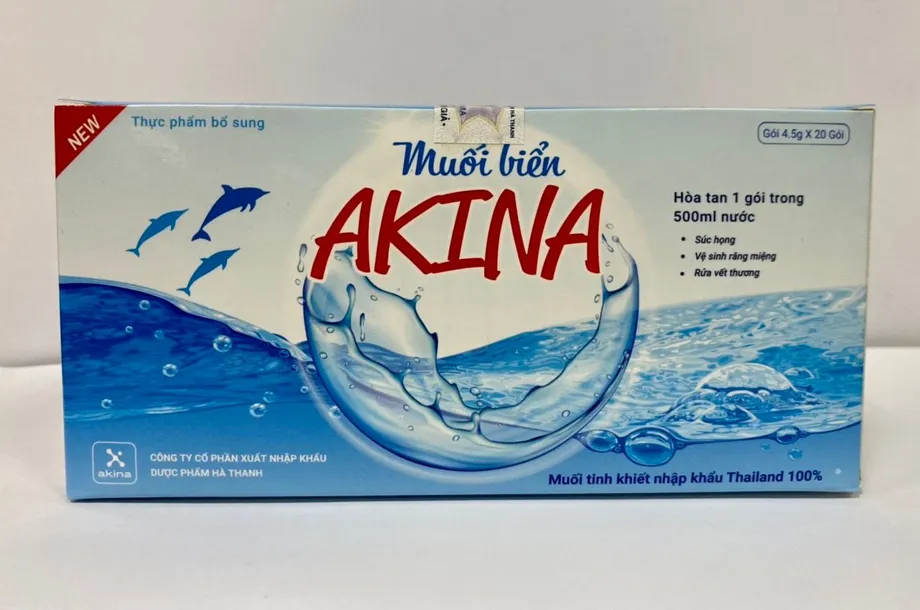 NEW
Thực phẩm bổ sung
Gói 4.5g X 20 Gói
Muối biển
AKINA
Hòa tan 1 gói trong
500ml nước
• Súc họng
• Vệ sinh răng miệng
• Rửa vết thương
akina
CÔNG TY CỔ PHẦN XUẤT NHẬP KHẨU
DƯỢC PHẨM HÀ THANH
Muối tinh khiết nhập khẩu Thailand 100%